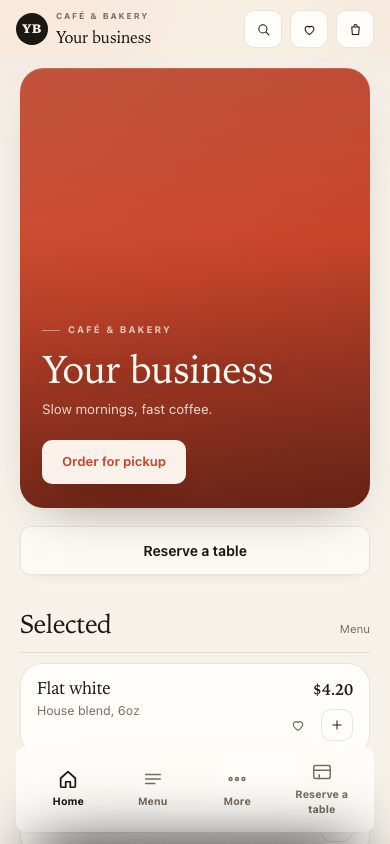 YB
CAFÉ & BAKERY
Your business
CAFÉ & BAKERY
Your business
Slow mornings, fast coffee.
Order for pickup
Reserve a table
Selected
Menu
Flat white
$4.20
House blend, 6oz
Home
Menu
More
Reserve a
table